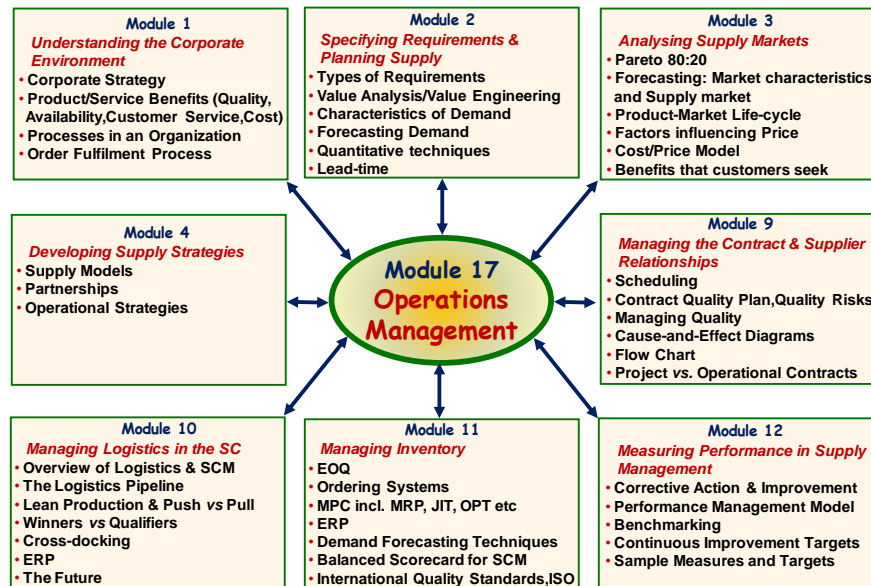 Module 1
Understanding the Corporate
Environment
• Corporate Strategy
• Product/Service Benefits (Quality,
Availability,Customer Service,Cost)
• Processes in an Organization
• Order Fulfilment Process
Module 2
Specifying Requirements &
Planning Supply
• Types of Requirements
• Value Analysis/Value Engineering
• Characteristics of Demand
• Forecasting Demand
• Quantitative techniques
• Lead-time
Module 3
Analysing Supply Markets
• Pareto 80:20
• Forecasting: Market characteristics
and Supply market
• Product-Market Life-cycle
• Factors influencing Price
• Cost/Price Model
• Benefits that customers seek
Module 4
Developing Supply Strategies
• Supply Models
• Partnerships
• Operational Strategies
Module 17
Operations
Management
Module 9
Managing the Contract & Supplier
Relationships
• Scheduling
• Contract Quality Plan,Quality Risks
• Managing Quality
• Cause-and-Effect Diagrams
• Flow Chart
• Project vs. Operational Contracts
Module 10
Managing Logistics in the SC
• Overview of Logistics & SCM
• The Logistics Pipeline
• Lean Production & Push vs Pull
• Winners vs Qualifiers
• Cross-docking
• ERP
• The Future
Module 11
Managing Inventory
• EOQ
• Ordering Systems
• MPC incl. MRP, JIT, OPT etc
• ERP
• Demand Forecasting Techniques
• Balanced Scorecard for SCM
• International Quality Standards,ISO
Module 12
Measuring Performance in Supply
Management
• Corrective Action & Improvement
• Performance Management Model
• Benchmarking
• Continuous Improvement Targets
• Sample Measures and Targets